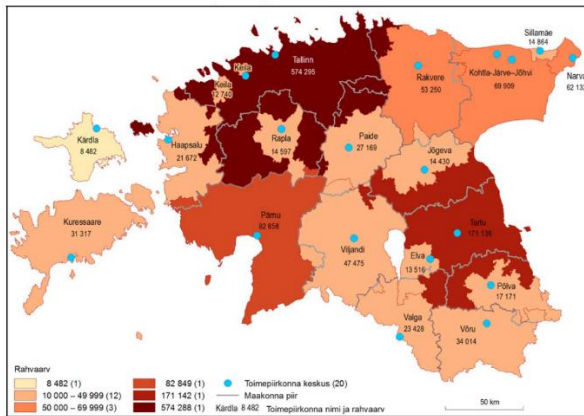 Sillamäe
14 864
Tallinn
574 295
Keila
Keila
12 740
Rakvere
53 250
Kohtla-Järve–Jõhvi
69 999
Narva
62 132
Kärdla
8 482
Haapsalu
21 672
Rapla
14 597
Paide
27 169
Jõgeva
14 430
Kuressaare
31 317
Pärnu
82 858
Viljandi
47 475
Tartu
171 136
Elva
13 516
Põlva
17 171
Valga
23 428
Võru
34 014
Rahvaarv
8 482 (1)
10 000 – 49 999 (12)
50 000 – 69 999 (3)
82 849 (1)
171 142 (1)
574 288 (1)
Toimepiirkonna keskus (20)
Maakonna piir
Kärdla 8 482 Toimepiirkonna nimi ja rahvaarv
50 km